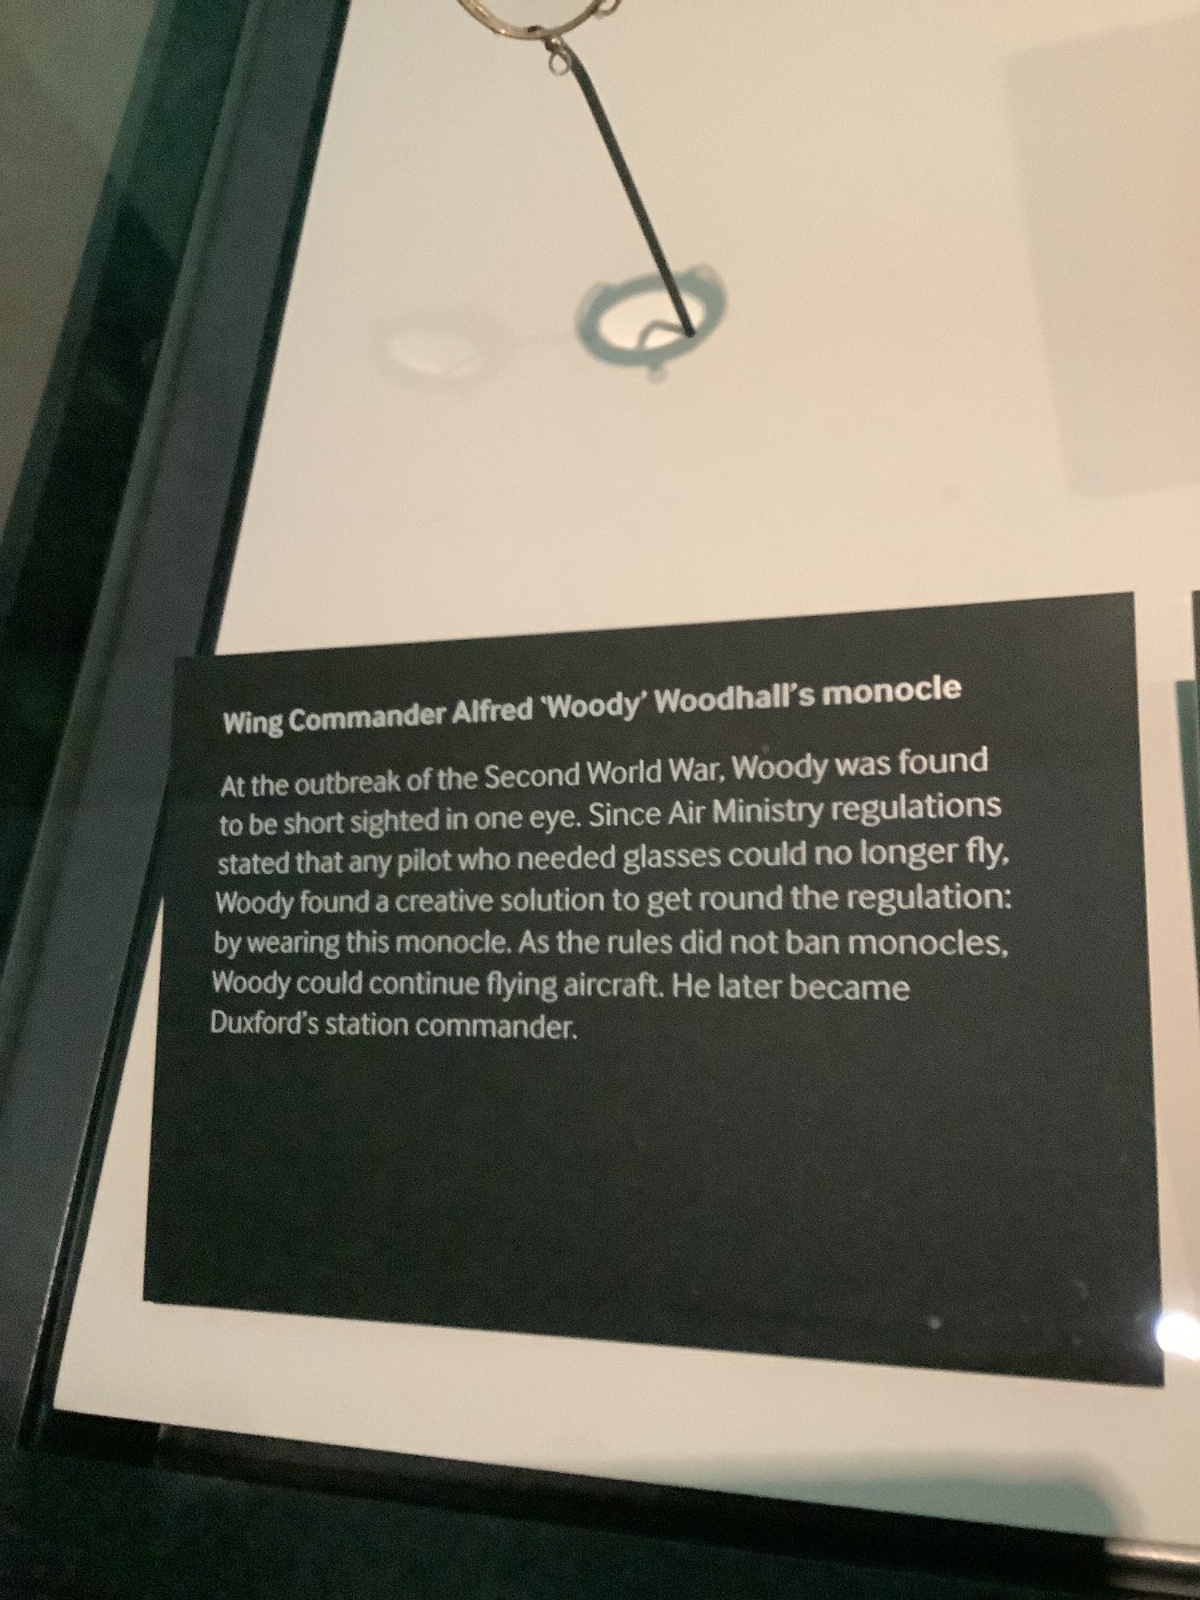 Wing Commander Alfred ‘Woody’ Woodhall’s monocle
At the outbreak of the Second World War, Woody was found
to be short sighted in one eye. Since Air Ministry regulations
stated that any pilot who needed glasses could no longer fly,
Woody found a creative solution to get round the regulation:
by wearing this monocle. As the rules did not ban monocles,
Woody could continue flying aircraft. He later became
Duxford’s station commander.